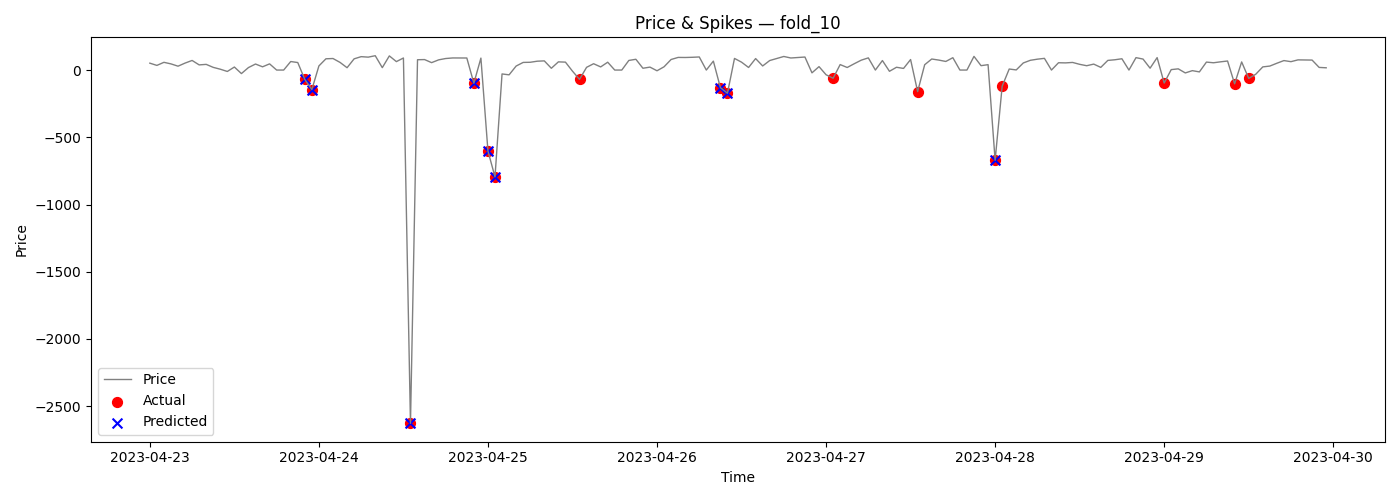 Price & Spikes — fold_10
Price
0
−500
−1000
−1500
−2000
−2500
Price
Actual
Predicted
2023-04-23
2023-04-24
2023-04-25
2023-04-26
2023-04-27
2023-04-28
2023-04-29
2023-04-30
Time